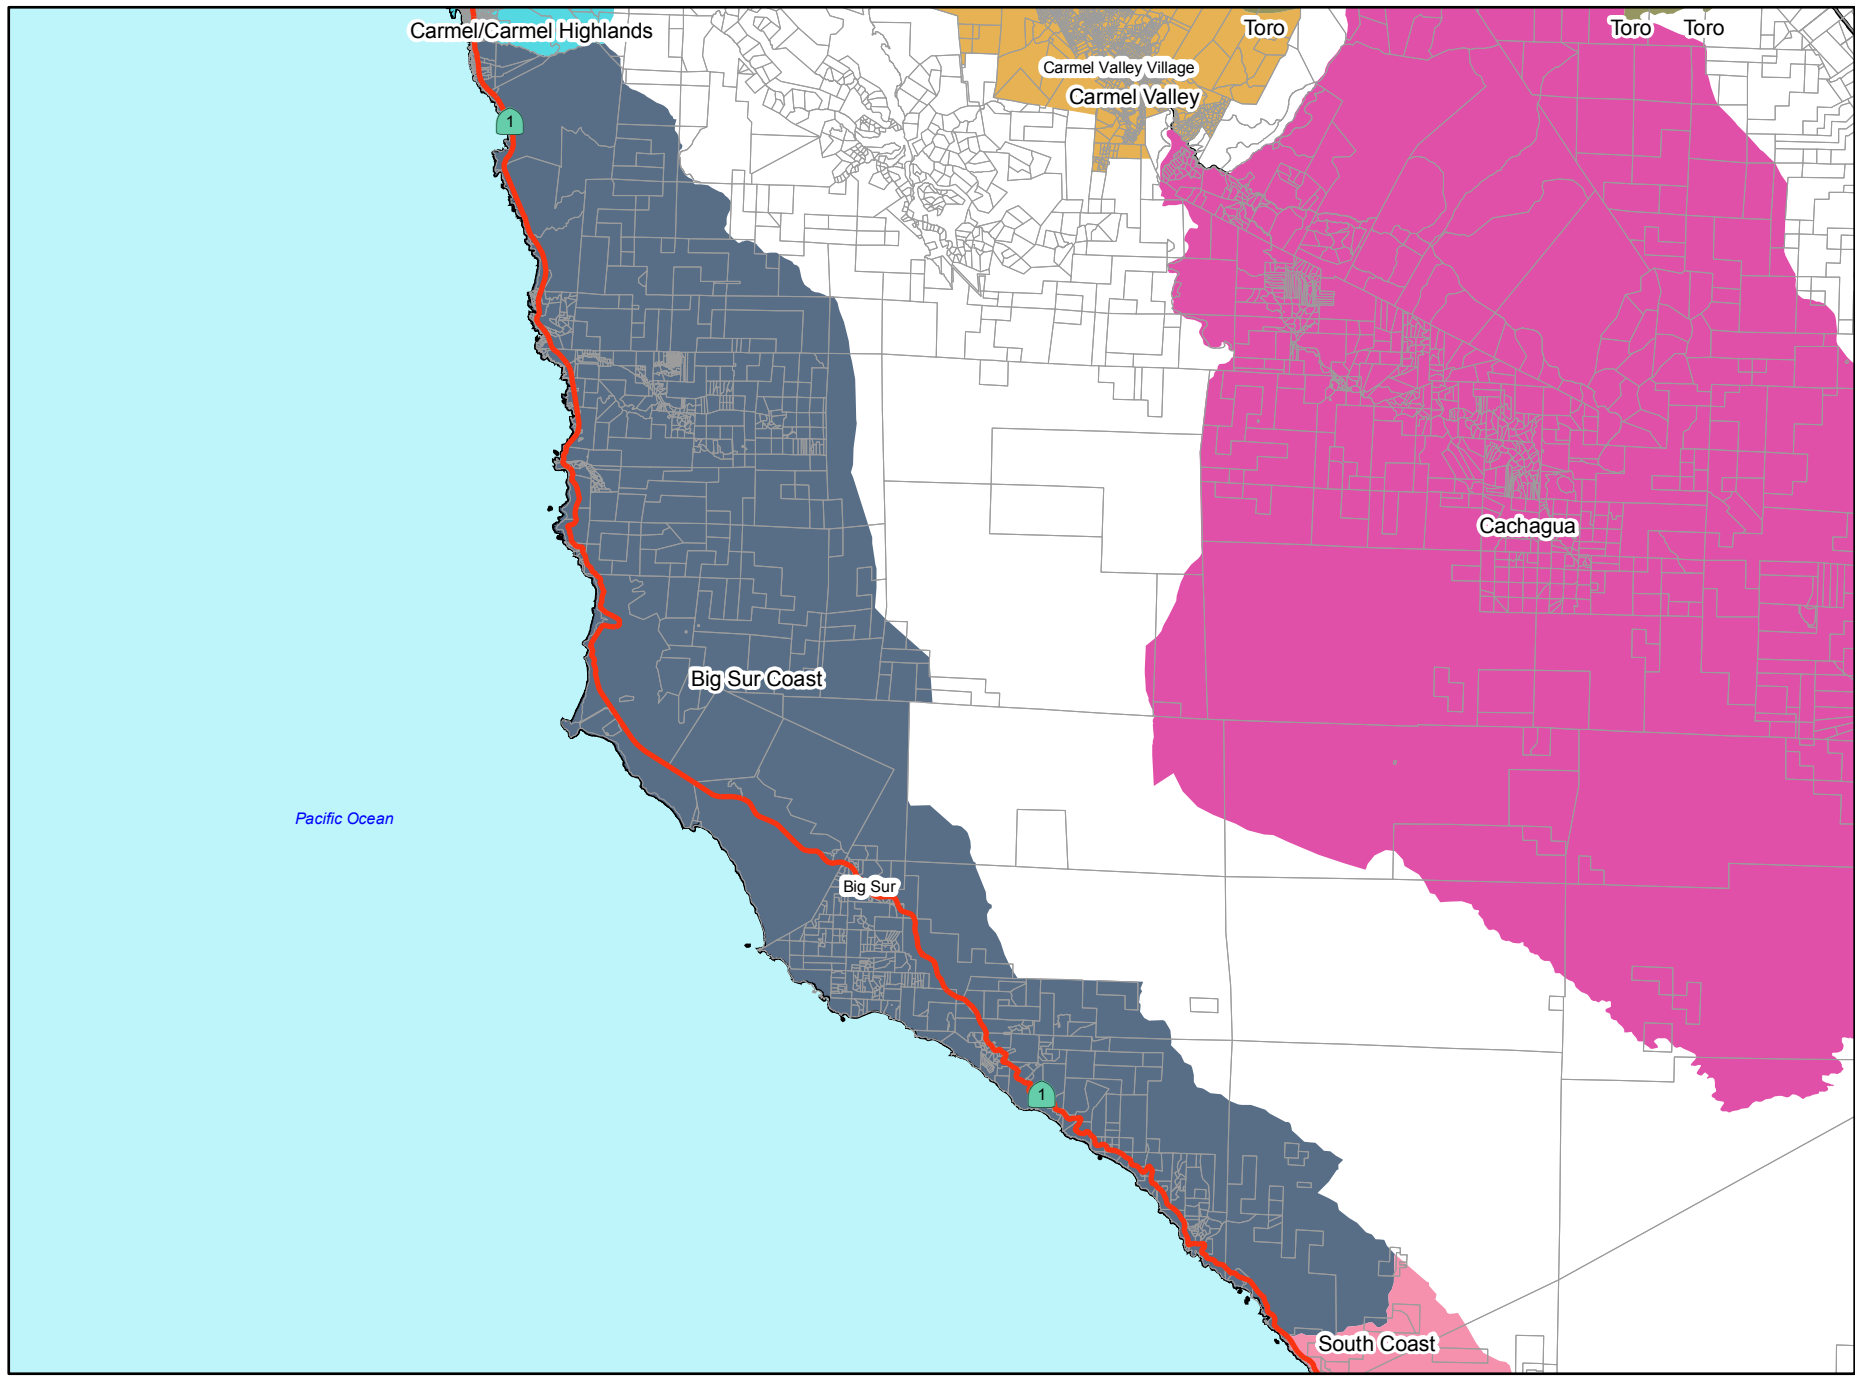 Carmel/Carmel Highlands
Toro
Toro
Toro
Carmel Valley Village
Carmel Valley
1
Cachagua
Big Sur Coast
Pacific Ocean
Big Sur
1
South Coast